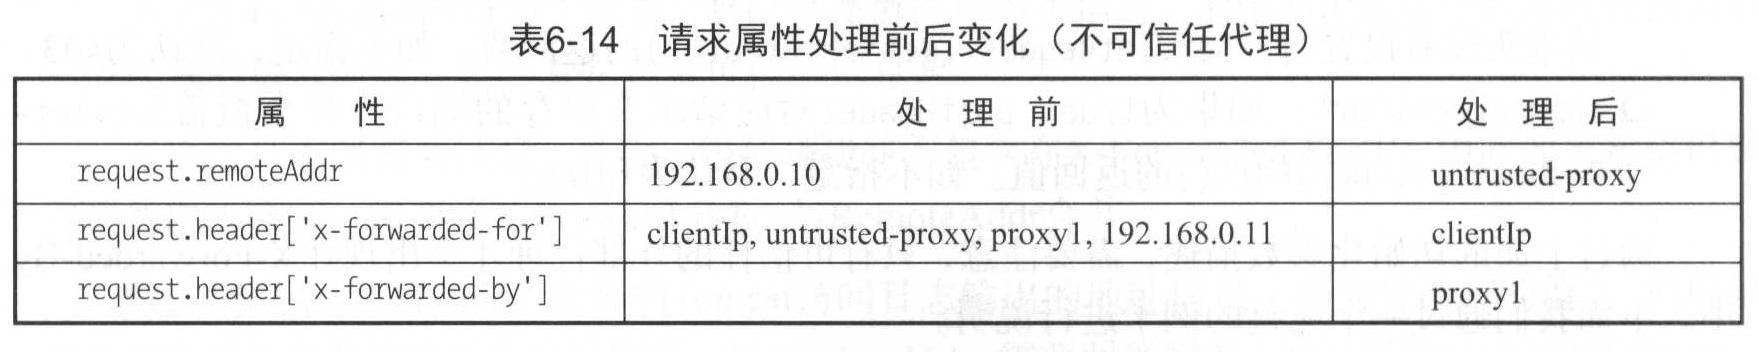 表6-14 请求属性处理前后变化（不可信任代理）
属 性 处 理 前 处 理 后
request.remoteAddr 192.168.0.10 untrusted-proxy
request.header['x-forwarded-for'] clientIp, untrusted-proxy, proxy1, 192.168.0.11 clientIp
request.header['x-forwarded-by'] proxy1